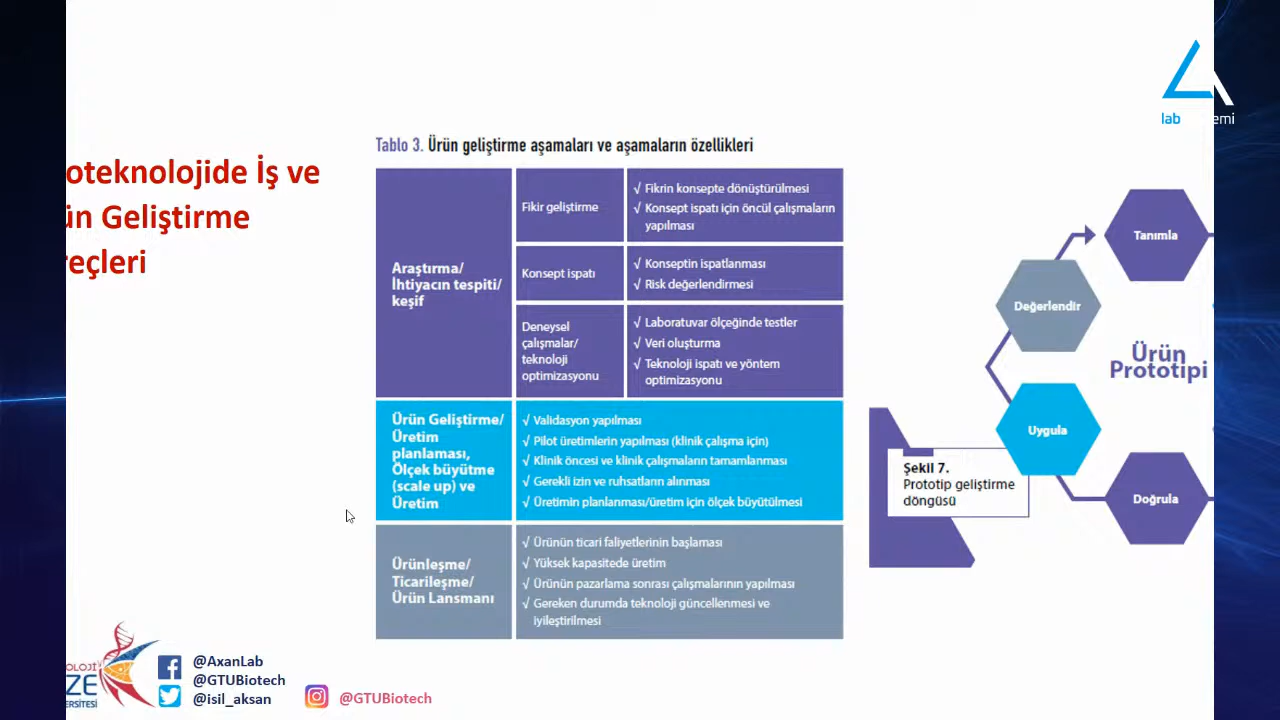 lab emi
oteknolojide İş ve
ün Geliştirme
reçleri
Tablo 3. Ürün geliştirme aşamaları ve aşamaların özellikleri
Araştırma/
İhtiyacın tespiti/
keşif
Fikir geliştirme
√ Fikrin konsepte dönüştürülmesi
√ Konsept ispatı için öncül çalışmaların
yapılması
Konsept ispatı
√ Konseptin ispatlanması
√ Risk değerlendirmesi
Deneysel
çalışmalar/
teknoloji
optimizasyonu
√ Laboratuvar ölçeğinde testler
√ Veri oluşturma
√ Teknoloji ispatı ve yöntem
optimizasyonu
Ürün Geliştirme/
Üretim
planlaması,
Ölçek büyütme
(scale up) ve
Üretim
√ Validasyon yapılması
√ Pilot üretimlerin yapılması (klinik çalışma için)
√ Klinik öncesi ve klinik çalışmaların tamamlanması
√ Gerekli izin ve ruhsatların alınması
√ Üretimin planlanması/üretim için ölçek büyütülmesi
Ürünleşme/
Ticarileşme/
Ürün Lansmanı
√ Ürünün ticari faliyetlerinin başlaması
√ Yüksek kapasitede üretim
√ Ürünün pazarlama sonrası çalışmalarının yapılması
√ Gereken durumda teknoloji güncellenmesi ve
iyileştirilmesi
Tanımla
Değerlendir
Ürün
Prototipi
Uygula
Doğrula
Şekil 7.
Prototip geliştirme
döngüsü
OLOJİ
ZE
ERSİTESİ
@AxanLab
@GTUBiotech
@isil_aksan
@GTUBiotech